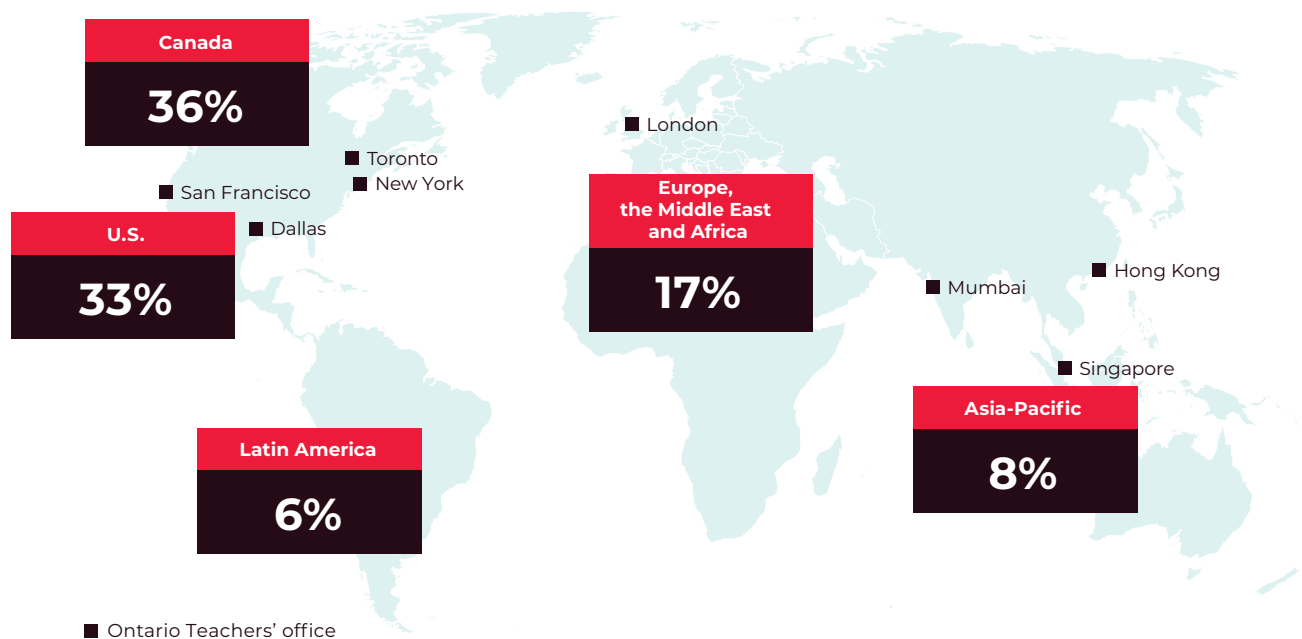 Canada
36%
London
Toronto
New York
San Francisco
U.S.
33%
Dallas
Europe,
the Middle East
and Africa
17%
Hong Kong
Mumbai
Singapore
Asia-Pacific
8%
Latin America
6%
Ontario Teachers’ office